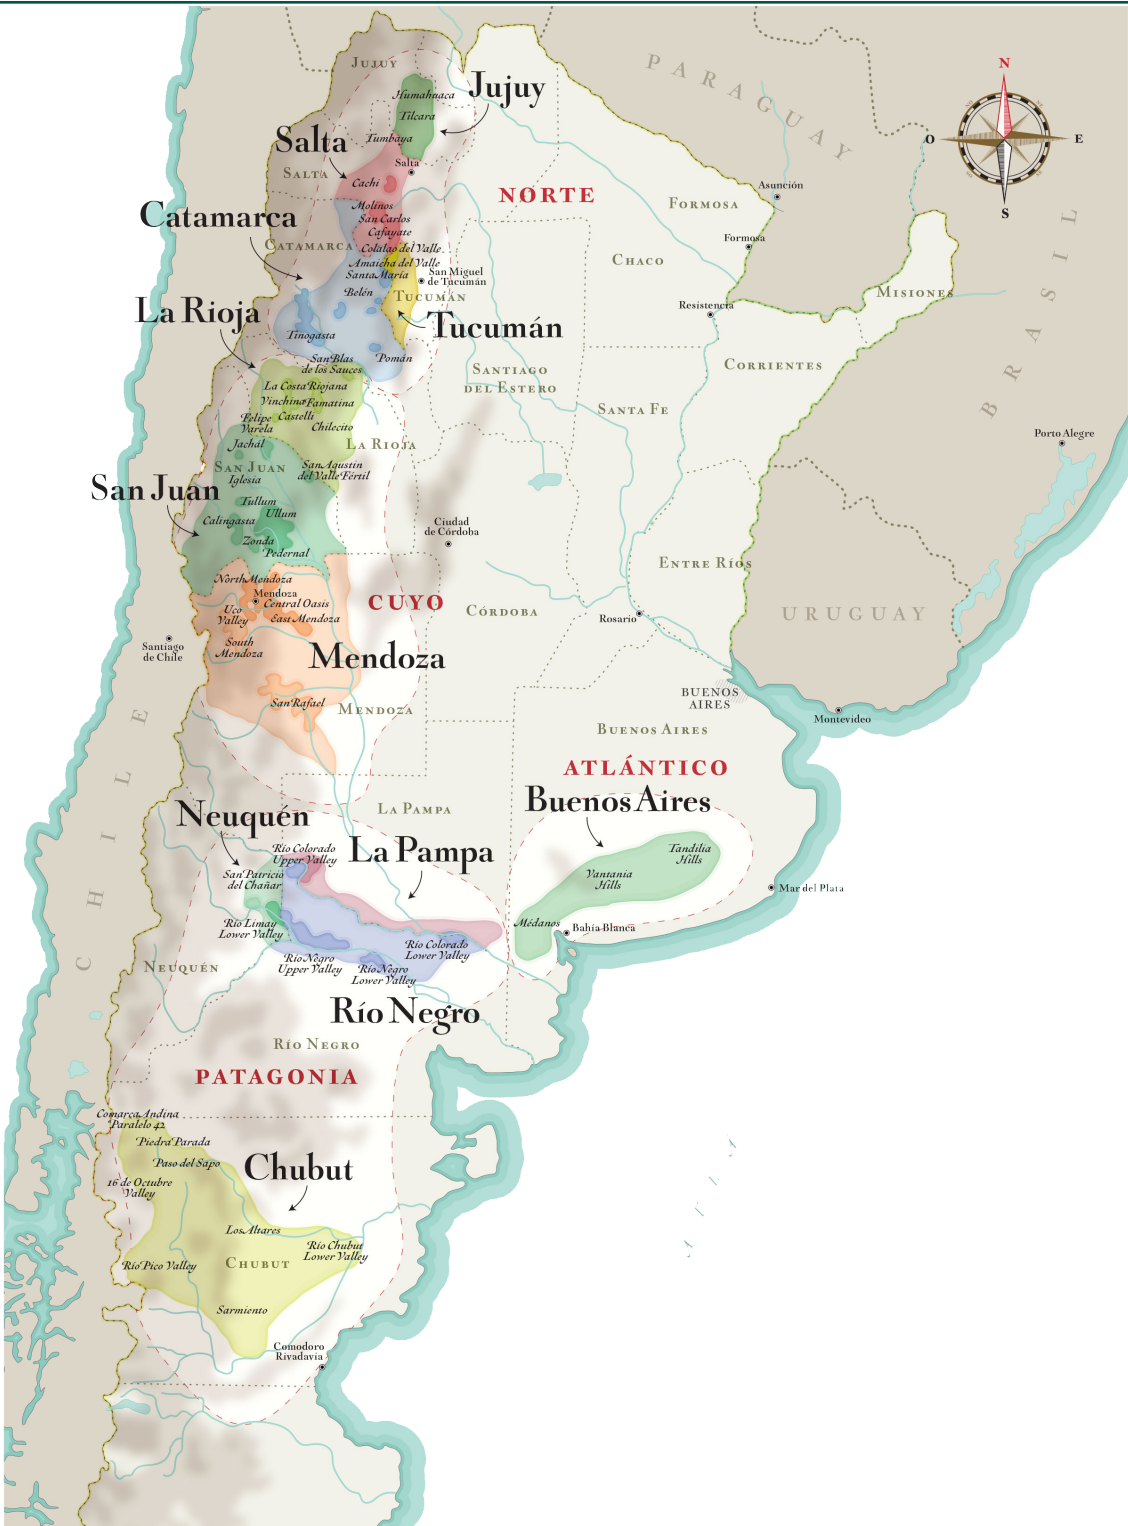 N
O
E
S
PARAGUAY
BRASIL
URUGUAY
CHILE
Jujuy
Jujuy
Humahuaca
Tilcara
Tumbaya
Salta
Salta
Salta
Cachi
Molinos
San Carlos
Cafayate
NORTE
Formosa
Asunción
Formosa
Chaco
Misiones
Resistencia
Corrientes
Catamarca
Catamarca
Colalao del Valle
Amaicha del Valle
Santa María
Belén
Tinogasta
Pomán
San Miguel
de Tucumán
Tucumán
Tucumán
La Rioja
San Blas
de los Sauces
La Costa Riojana
Vinchina
Famatina
Castelli
Felipe
Varela
Chilecito
La Rioja
Santiago
del Estero
Santa Fe
Porto Alegre
San Juan
Jachál
San Juan
Iglesia
San Agustín
del Valle Fértil
Tullum
Ullum
Calingasta
Zonda
Pedernal
Ciudad
de Córdoba
Entre Ríos
Córdoba
Rosario
CUYO
North Mendoza
Mendoza
Central Oasis
Uco
Valley
East Mendoza
South
Mendoza
Mendoza
San Rafael
Mendoza
Santiago
de Chile
BUENOS
AIRES
Montevideo
Buenos Aires
ATLÁNTICO
Buenos Aires
Tandilia
Hills
Vantania
Hills
Médanos
Bahía Blanca
Mar del Plata
La Pampa
Neuquén
La Pampa
Río Colorado
Upper Valley
San Patricio
del Chañar
Río Limay
Lower Valley
Río Negro
Upper Valley
Río Negro
Lower Valley
Río Colorado
Lower Valley
Neuquén
Río Negro
Río Negro
PATAGONIA
Comarca Andina
Paralelo 42
Piedra Parada
Paso del Sapo
16 de Octubre
Valley
Chubut
Los Altares
Río Chubut
Lower Valley
Río Pico Valley
Chubut
Sarmiento
Comodoro
Rivadavia